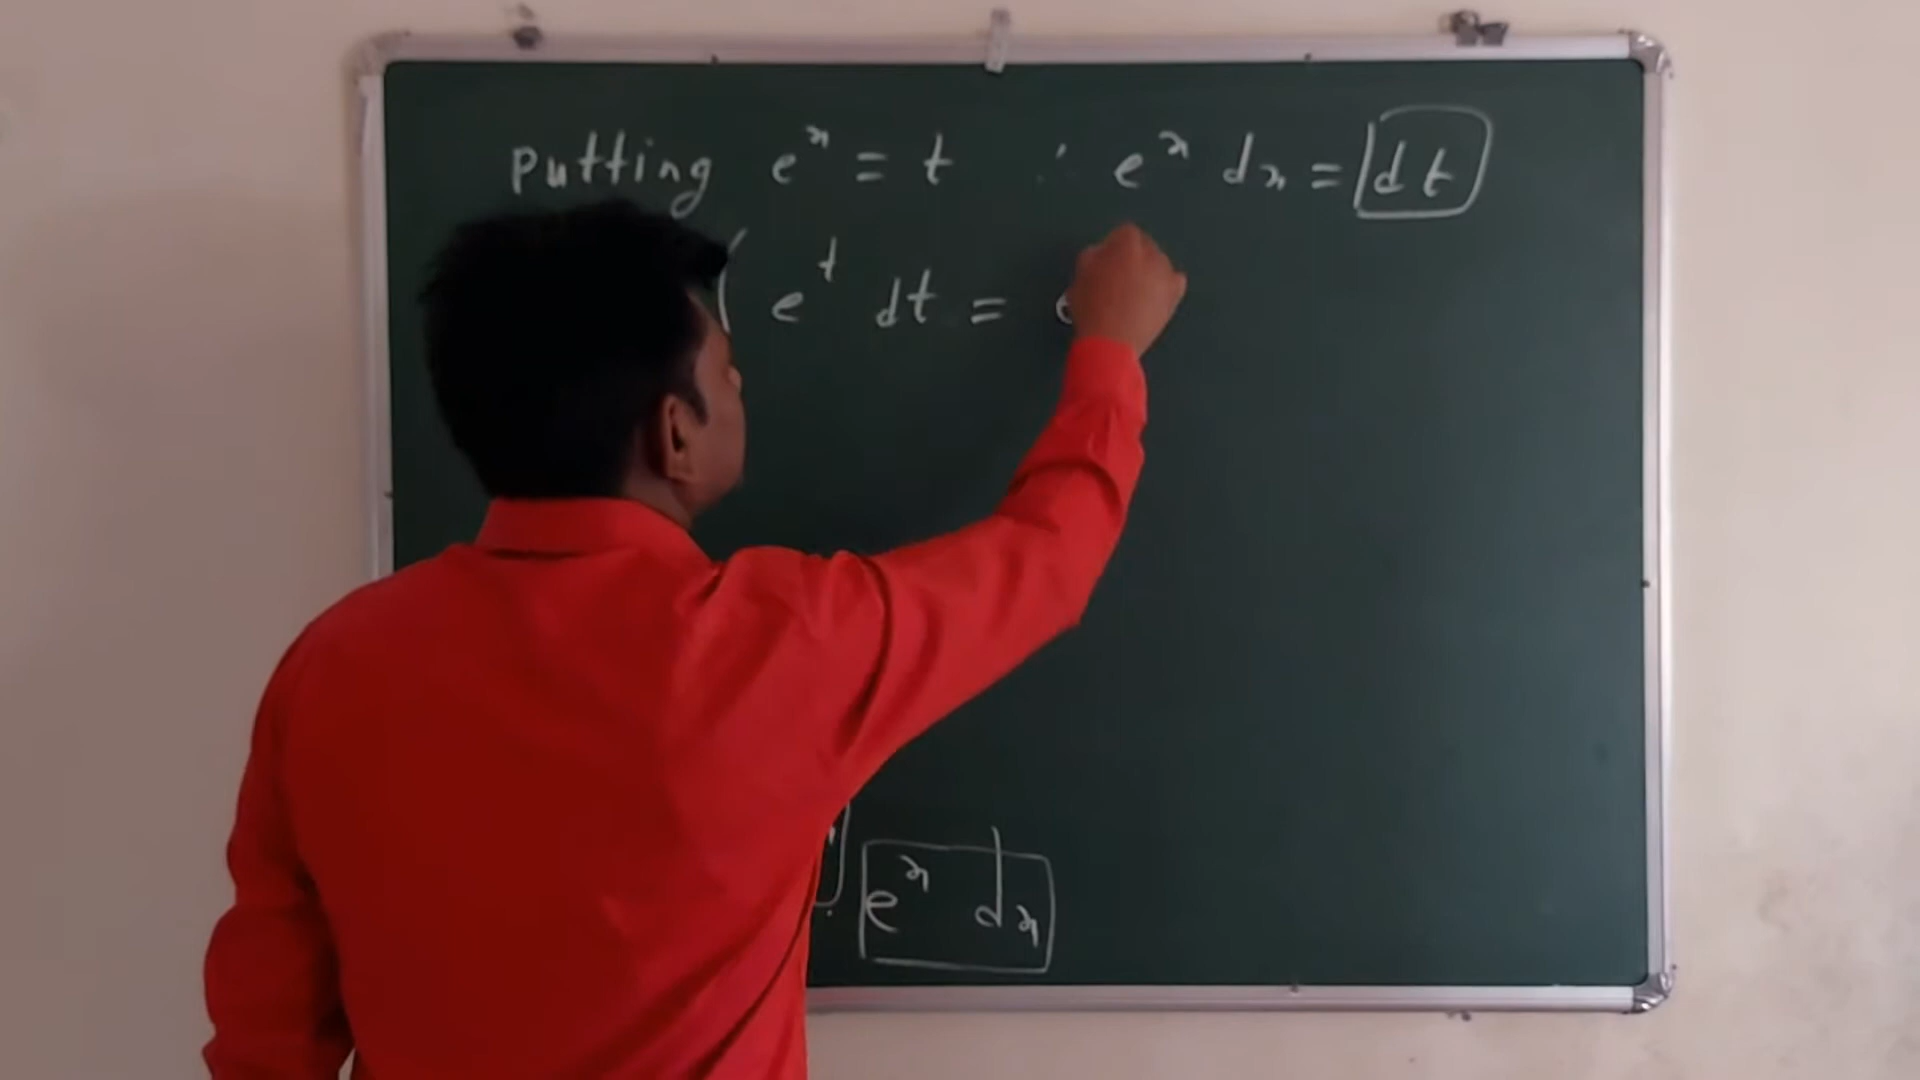 putting eˣ = t ∴ eˣ dx = dt
∫ eᵗ dt = e
eˣ dx